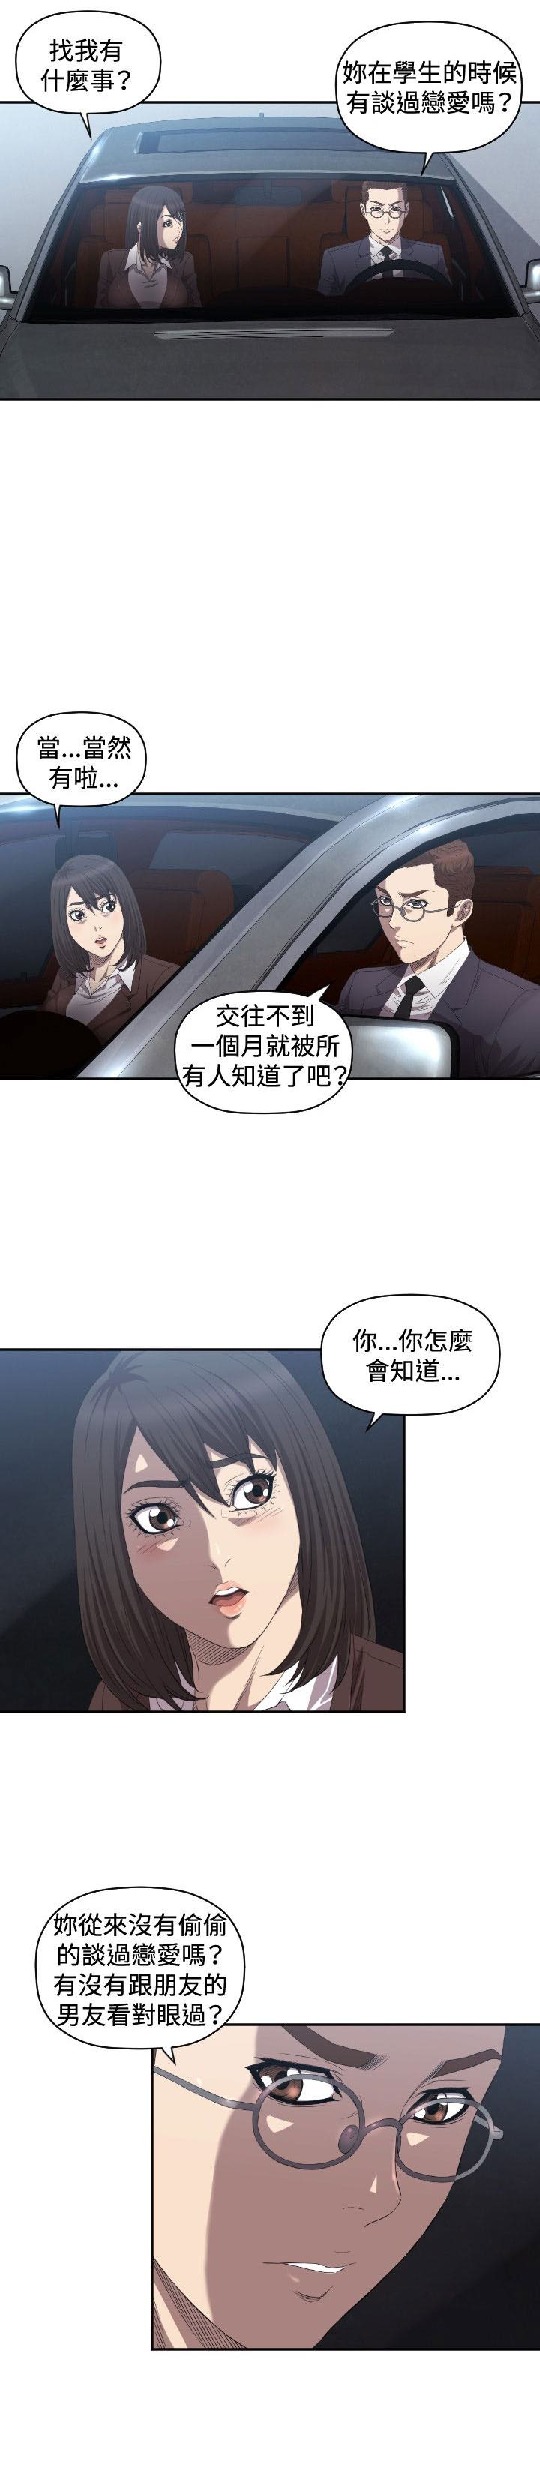 找我有
什麼事？
妳在學生的時候
有談過戀愛嗎？
當...當然
有啦...
交往不到
一個月就被所
有人知道了吧？
你...你怎麼
會知道...
妳從來沒有偷偷
的談過戀愛嗎？
有沒有跟朋友的
男友看對眼過？